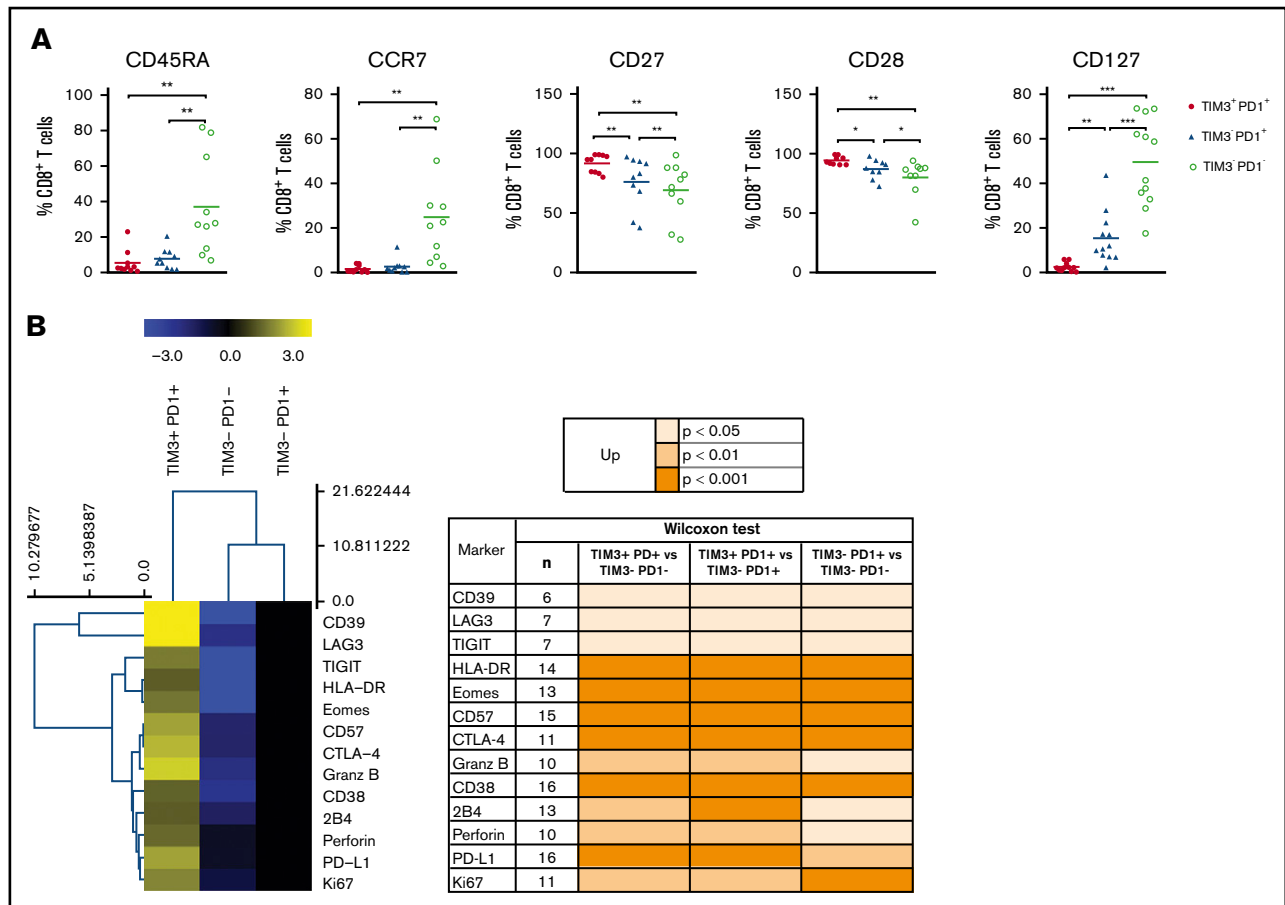 A
CD45RA
CCR7
CD27
CD28
CD127
% CD8+ T cells
100
80
60
40
20
0
**
**
% CD8+ T cells
80
60
40
20
0
**
**
% CD8+ T cells
150
100
50
0
**
**
**
% CD8+ T cells
150
100
50
0
**
*
*
% CD8+ T cells
80
60
40
20
0
***
**
***
TIM3+PD1+
TIM3-PD1+
TIM3-PD1-
B
−3.0 0.0 3.0
TIM3+ PD1+
TIM3− PD1−
TIM3− PD1+
21.622444
10.811222
0.0
10.279677
5.1398387
0.0
CD39
LAG3
TIGIT
HLA−DR
Eomes
CD57
CTLA−4
Granz B
CD38
2B4
Perforin
PD−L1
Ki67
Up
p < 0.05
p < 0.01
p < 0.001
Marker
Wilcoxon test
n
TIM3+ PD+ vs
TIM3- PD1-
TIM3+ PD1+ vs
TIM3- PD1+
TIM3- PD1+ vs
TIM3- PD1-
CD39 6
LAG3 7
TIGIT 7
HLA-DR 14
Eomes 13
CD57 15
CTLA-4 11
Granz B 10
CD38 16
2B4 13
Perforin 10
PD-L1 16
Ki67 11